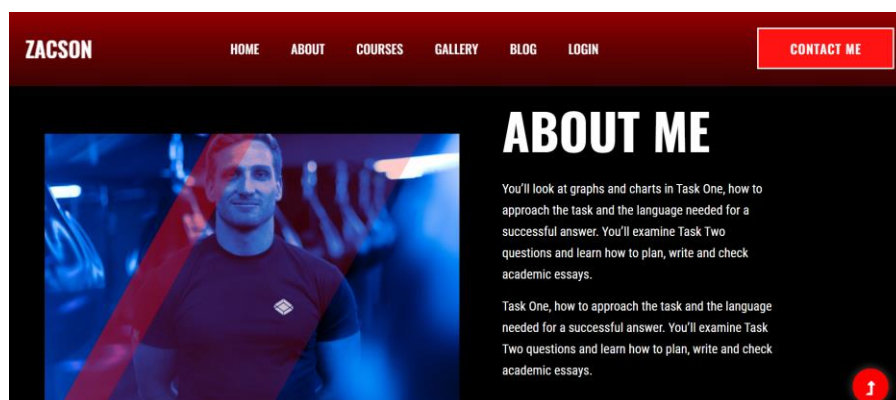 ZACSON
HOME ABOUT COURSES GALLERY BLOG LOGIN
CONTACT ME
ABOUT ME
You'll look at graphs and charts in Task One, how to
approach the task and the language needed for a
successful answer. You'll examine Task Two
questions and learn how to plan, write and check
academic essays.
Task One, how to approach the task and the language
needed for a successful answer. You'll examine Task
Two questions and learn how to plan, write and check
academic essays.